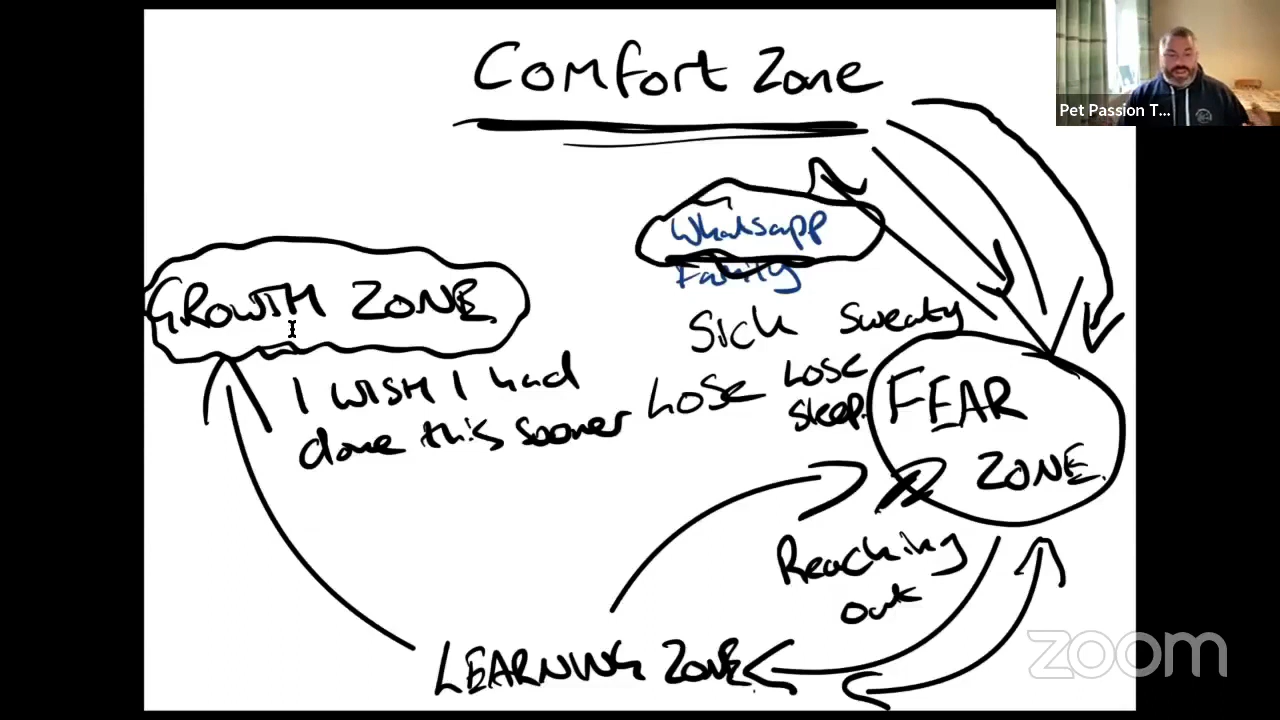 Comfort Zone
Pet Passion T...
Whatsapp
Family
GROWTH ZONE
Sick Sweaty
I WISH I had
done this sooner
LOSE
LOSE
sleep.
FEAR
ZONE.
Reaching
out
LEARNING ZONE.
zoom